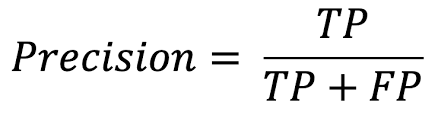 Precision = TP / TP + FP